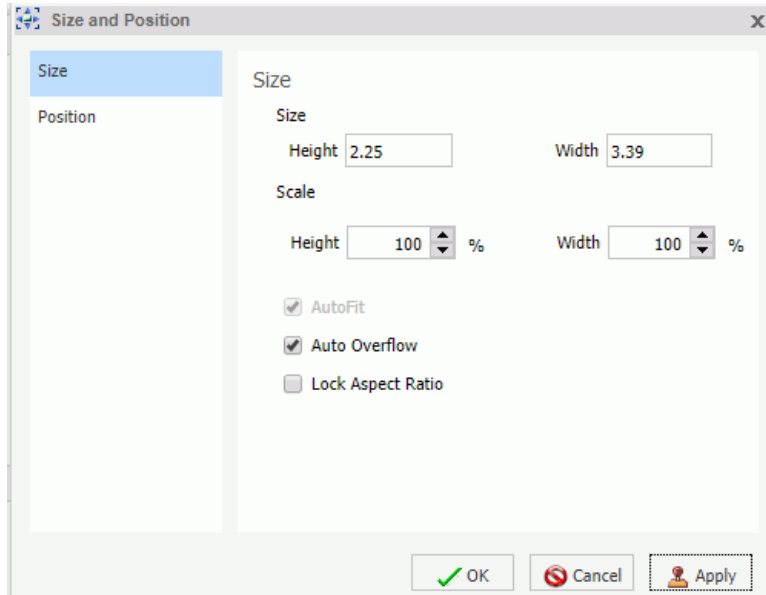 Size and Position x
Size
Position
Size
Size
Height 2.25 Width 3.39
Scale
Height 100 % Width 100 %
AutoFit
Auto Overflow
Lock Aspect Ratio
OK Cancel Apply